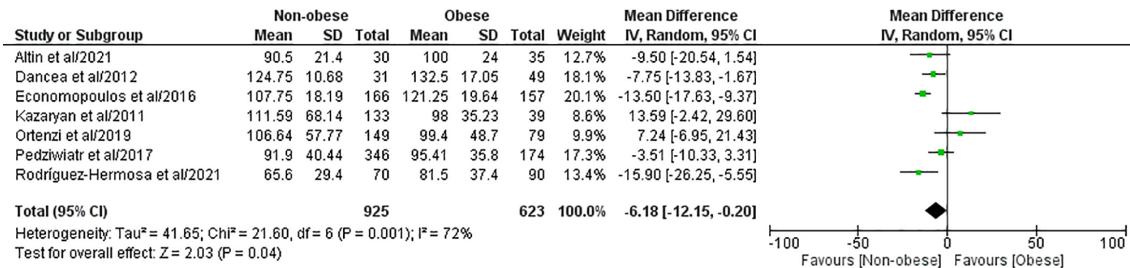 Non-obese Obese Mean Difference Mean Difference
Study or Subgroup Mean SD Total Mean SD Total Weight IV, Random, 95% CI IV, Random, 95% CI
Altin et al/2021 90.5 21.4 30 100 24 35 12.7% -9.50 [-20.54, 1.54]
Dancea et al/2012 124.75 10.68 31 132.5 17.05 49 18.1% -7.75 [-13.83, -1.67]
Economopoulos et al/2016 107.75 18.19 166 121.25 19.64 157 20.1% -13.50 [-17.63, -9.37]
Kazaryan et al/2011 111.59 68.14 133 98 35.23 39 8.6% 13.59 [-2.42, 29.60]
Ortenzi et al/2019 106.64 57.77 149 99.4 48.7 79 9.9% 7.24 [-6.95, 21.43]
Pedziwiatr et al/2017 91.9 40.44 346 95.41 35.8 174 17.3% -3.51 [-10.33, 3.31]
Rodríguez-Hermosa et al/2021 65.6 29.4 70 81.5 37.4 90 13.4% -15.90 [-26.25, -5.55]
Total (95% CI) 925 623 100.0% -6.18 [-12.15, -0.20]
Heterogeneity: Tau² = 41.65; Chi² = 21.60, df = 6 (P = 0.001); I² = 72%
Test for overall effect: Z = 2.03 (P = 0.04)
-100 -50 0 50 100
Favours [Non-obese] Favours [Obese]